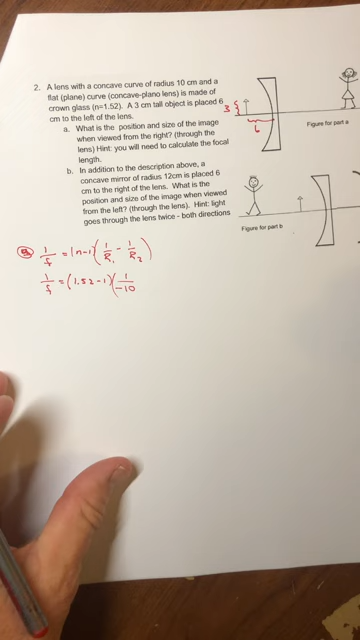 2. A lens with a concave curve of radius 10 cm and a
flat (plane) curve (concave-plano lens) is made of
crown glass (n=1.52). A 3 cm tall object is placed 6
cm to the left of the lens.
a. What is the position and size of the image
when viewed from the right? (through the
lens) Hint: you will need to calculate the focal
length.
b. In addition to the description above, a
concave mirror of radius 12cm is placed 6
cm to the right of the lens. What is the
position and size of the image when viewed
from the left? (through the lens). Hint: light
goes through the lens twice - both directions
3
6
Figure for part a
Figure for part b
a 1/f = (n-1)(1/R₁ - 1/R₂)
1/f = (1.52-1)(1/-10